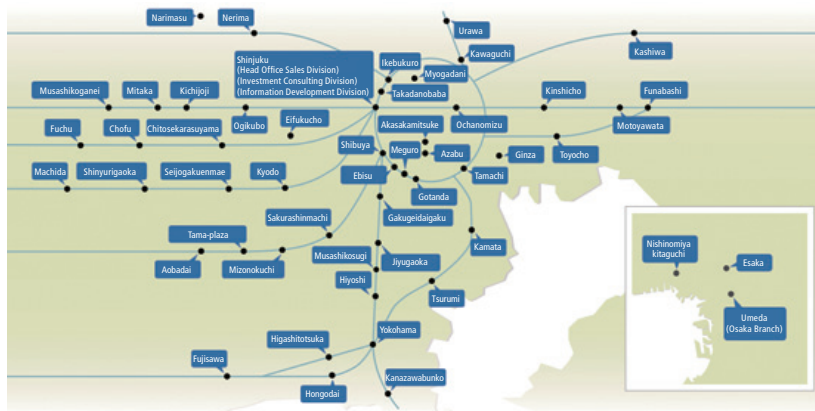 Narimasu
Nerima
Urawa
Kashiwa
Kawaguchi
Shinjuku
(Head Office Sales Division)
(Investment Consulting Division)
(Information Development Division)
Ikebukuro
Myogadani
Takadanobaba
Musashikoganei
Mitaka
Kichijoji
Ogikubo
Eifukucho
Ochanomizu
Kinshicho
Funabashi
Motoyawata
Fuchu
Chofu
Chitosekarasuyama
Akasakamitsuke
Shibuya
Meguro
Azabu
Ginza
Toyocho
Machida
Shinyurigaoka
Seijogakuenmae
Kyodo
Ebisu
Tamachi
Gotanda
Sakurashinmachi
Gakugeidaigaku
Tama-plaza
Aobadai
Mizonokuchi
Musashikosugi
Jiyugaoka
Kamata
Hiyoshi
Tsurumi
Nishinomiya
kitaguchi
Esaka
Umeda
(Osaka Branch)
Higashitotsuka
Yokohama
Fujisawa
Hongodai
Kanazawabunko